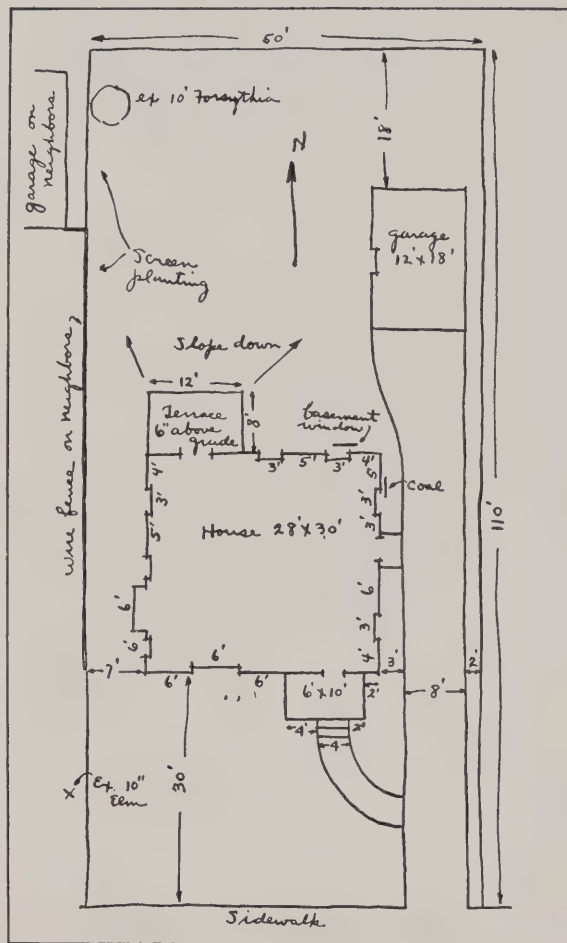 50'
ex 10' Forsythia
garage on
neighbors
N
18'
garage
12' x 18'
Screen
planting
Slope down
12'
Terrace
6" above
grade
8'
basement
window
wire fence on neighbors
4'
3'
5'
3'
5'
3'
4'
5'
3'
3'
coal
House 28' x 30'
110'
6'
6'
6'
3'
4'
7'
6'
6'
6'
6' x 10'
2'
3'
8'
2'
4'
4
2'
30'
x
Ex. 10"
Elm
Sidewalk